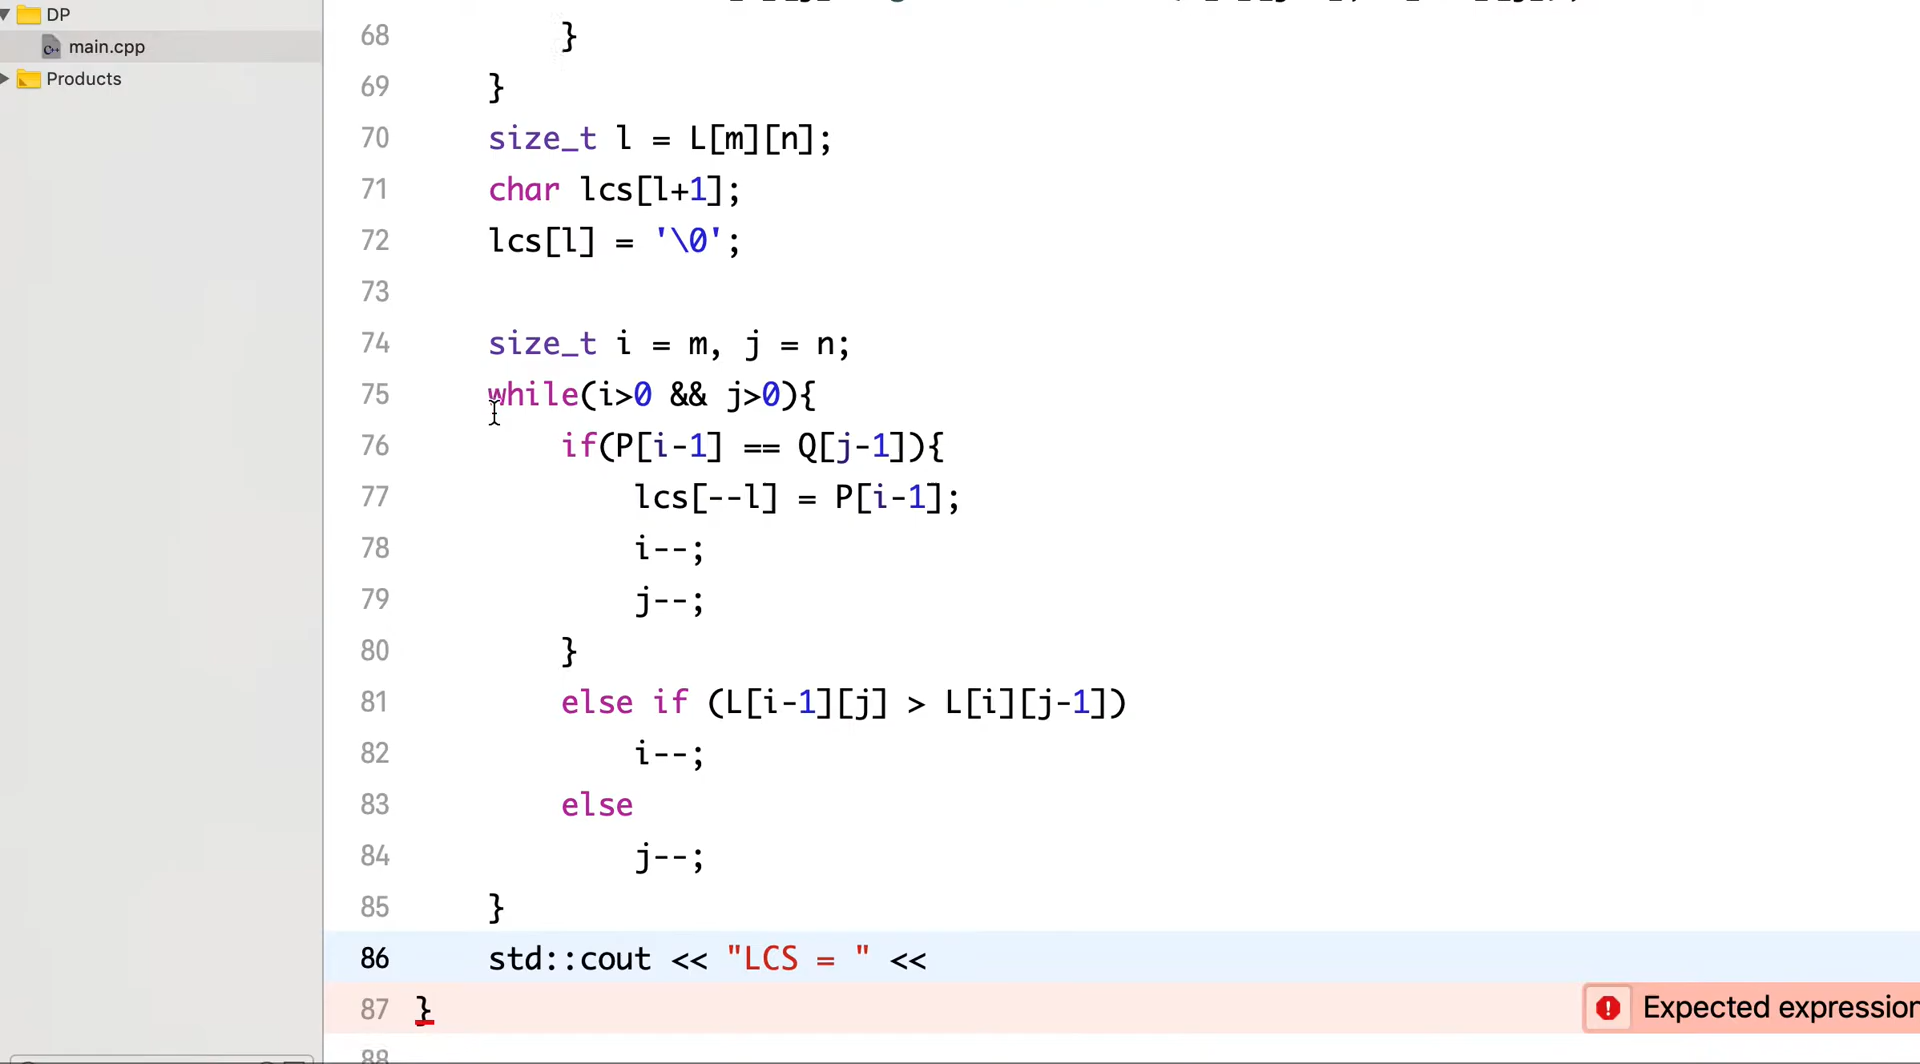 DP
main.cpp
Products
68 }
69 }
70 size_t l = L[m][n];
71 char lcs[l+1];
72 lcs[l] = '\0';
73
74 size_t i = m, j = n;
75 while(i>0 && j>0){
76 if(P[i-1] == Q[j-1]){
77 lcs[--l] = P[i-1];
78 i--;
79 j--;
80 }
81 else if (L[i-1][j] > L[i][j-1])
82 i--;
83 else
84 j--;
85 }
86 std::cout << "LCS = " <<
87 } Expected expression
88